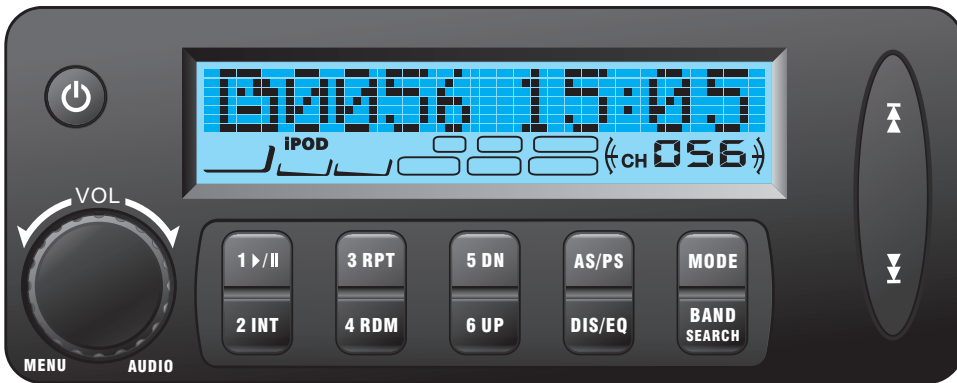 0056 15:05
iPOD
CH 056
VOL
1 ▶/II 3 RPT 5 DN AS/PS MODE
2 INT 4 RDM 6 UP DIS/EQ BAND
SEARCH
MENU AUDIO